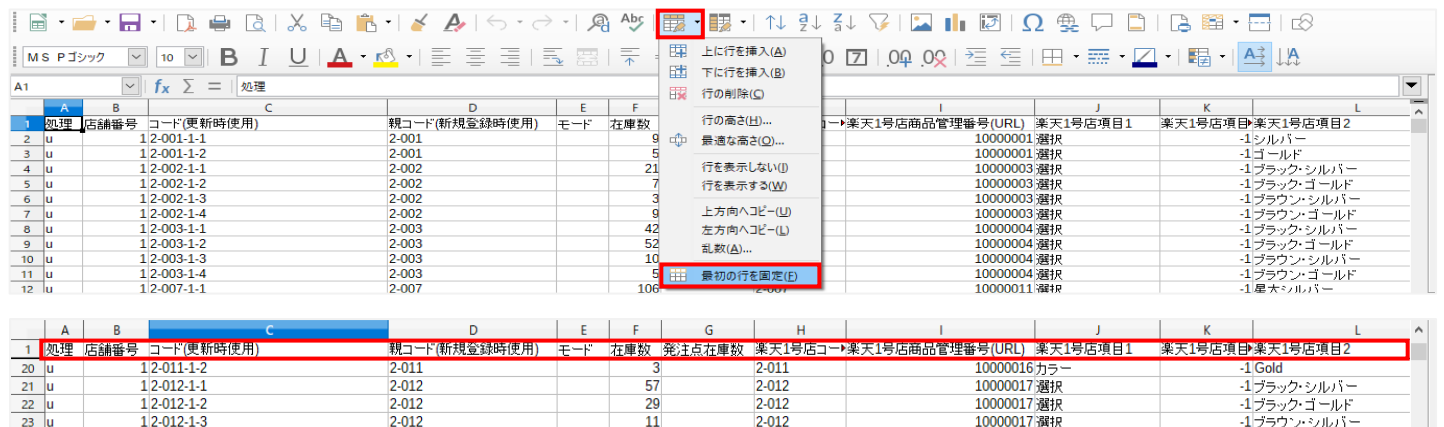 Abc
ＭＳ Ｐゴシック 10 B I U A
A1 fx Σ = 処理
上に行を挿入(A)
下に行を挿入(B)
行の削除(C)
行の高さ(H)...
最適な高さ(O)...
行を表示しない(I)
行を表示する(W)
上方向へコピー(U)
左方向へコピー(L)
乱数(A)...
最初の行を固定(F)
A B C D E F I J K L
1 処理 店舗番号 コード(更新時使用) 親コード(新規登録時使用) モード 在庫数 コー 楽天1号店商品管理番号(URL) 楽天1号店項目1 楽天1号店項目 楽天1号店項目2
2 u 1 2-001-1-1 2-001 9 10000001 選択 -1 シルバー
3 u 1 2-001-1-2 2-001 5 10000001 選択 -1 ゴールド
4 u 1 2-002-1-1 2-002 21 10000003 選択 -1 ブラック・シルバー
5 u 1 2-002-1-2 2-002 7 10000003 選択 -1 ブラック・ゴールド
6 u 1 2-002-1-3 2-002 3 10000003 選択 -1 ブラウン・シルバー
7 u 1 2-002-1-4 2-002 9 10000003 選択 -1 ブラウン・ゴールド
8 u 1 2-003-1-1 2-003 42 10000004 選択 -1 ブラック・シルバー
9 u 1 2-003-1-2 2-003 52 10000004 選択 -1 ブラック・ゴールド
10 u 1 2-003-1-3 2-003 10 10000004 選択 -1 ブラウン・シルバー
11 u 1 2-003-1-4 2-003 5 10000004 選択 -1 ブラウン・ゴールド
12 u 1 2-007-1-1 2-007 106 2-007 10000011 選択 -1 星大シルバー
A B C D E F G H I J K L
1 処理 店舗番号 コード(更新時使用) 親コード(新規登録時使用) モード 在庫数 発注点在庫数 楽天1号店コー 楽天1号店商品管理番号(URL) 楽天1号店項目1 楽天1号店項目 楽天1号店項目2
20 u 1 2-011-1-2 2-011 3 2-011 10000016 カラー -1 Gold
21 u 1 2-012-1-1 2-012 57 2-012 10000017 選択 -1 ブラック・シルバー
22 u 1 2-012-1-2 2-012 29 2-012 10000017 選択 -1 ブラック・ゴールド
23 u 1 2-012-1-3 2-012 11 2-012 10000017 選択 -1 ブラウン・シルバー